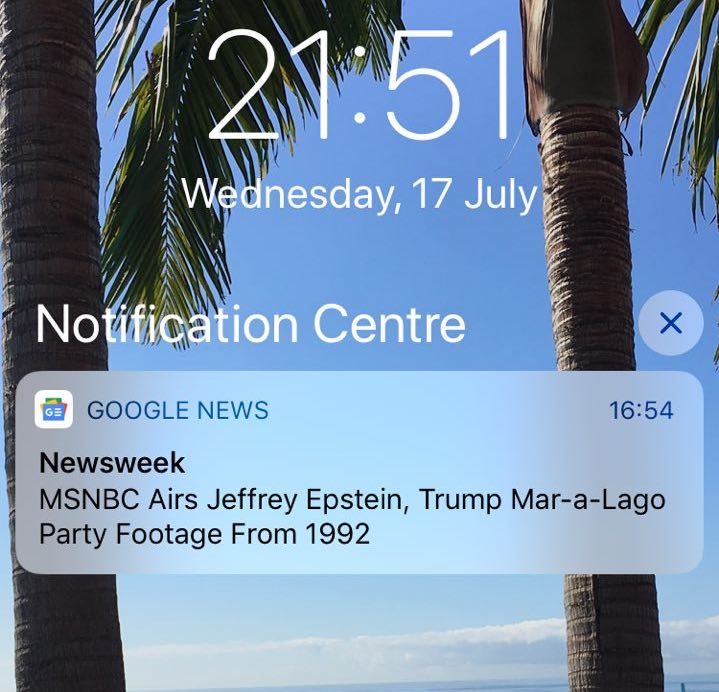 21:51
Wednesday, 17 July
Notification Centre
GOOGLE NEWS 16:54
Newsweek
MSNBC Airs Jeffrey Epstein, Trump Mar-a-Lago
Party Footage From 1992